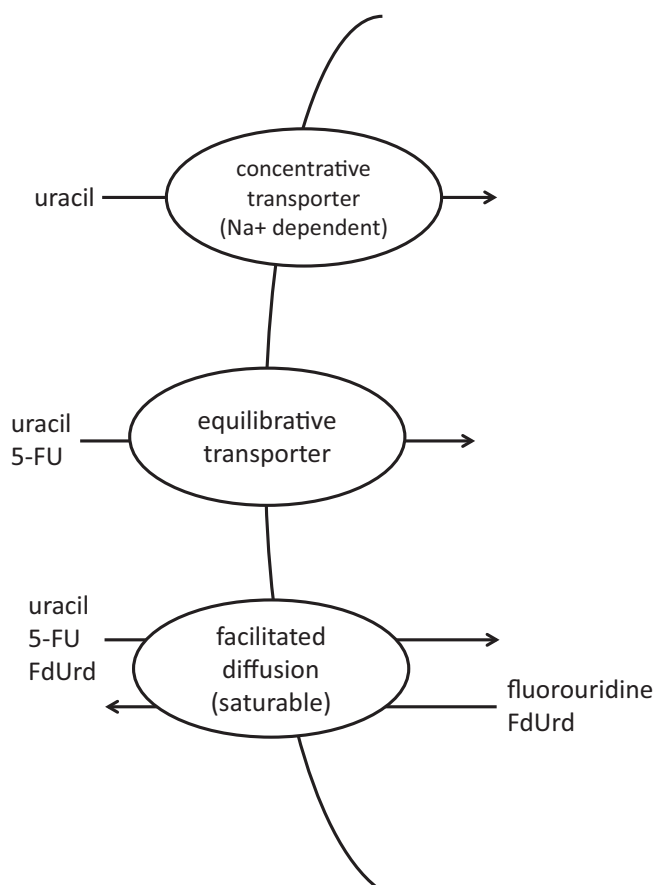 uracil
concentrative
transporter
(Na+ dependent)
uracil
5-FU
equilibrative
transporter
uracil
5-FU
FdUrd
facilitated
diffusion
(saturable)
fluorouridine
FdUrd